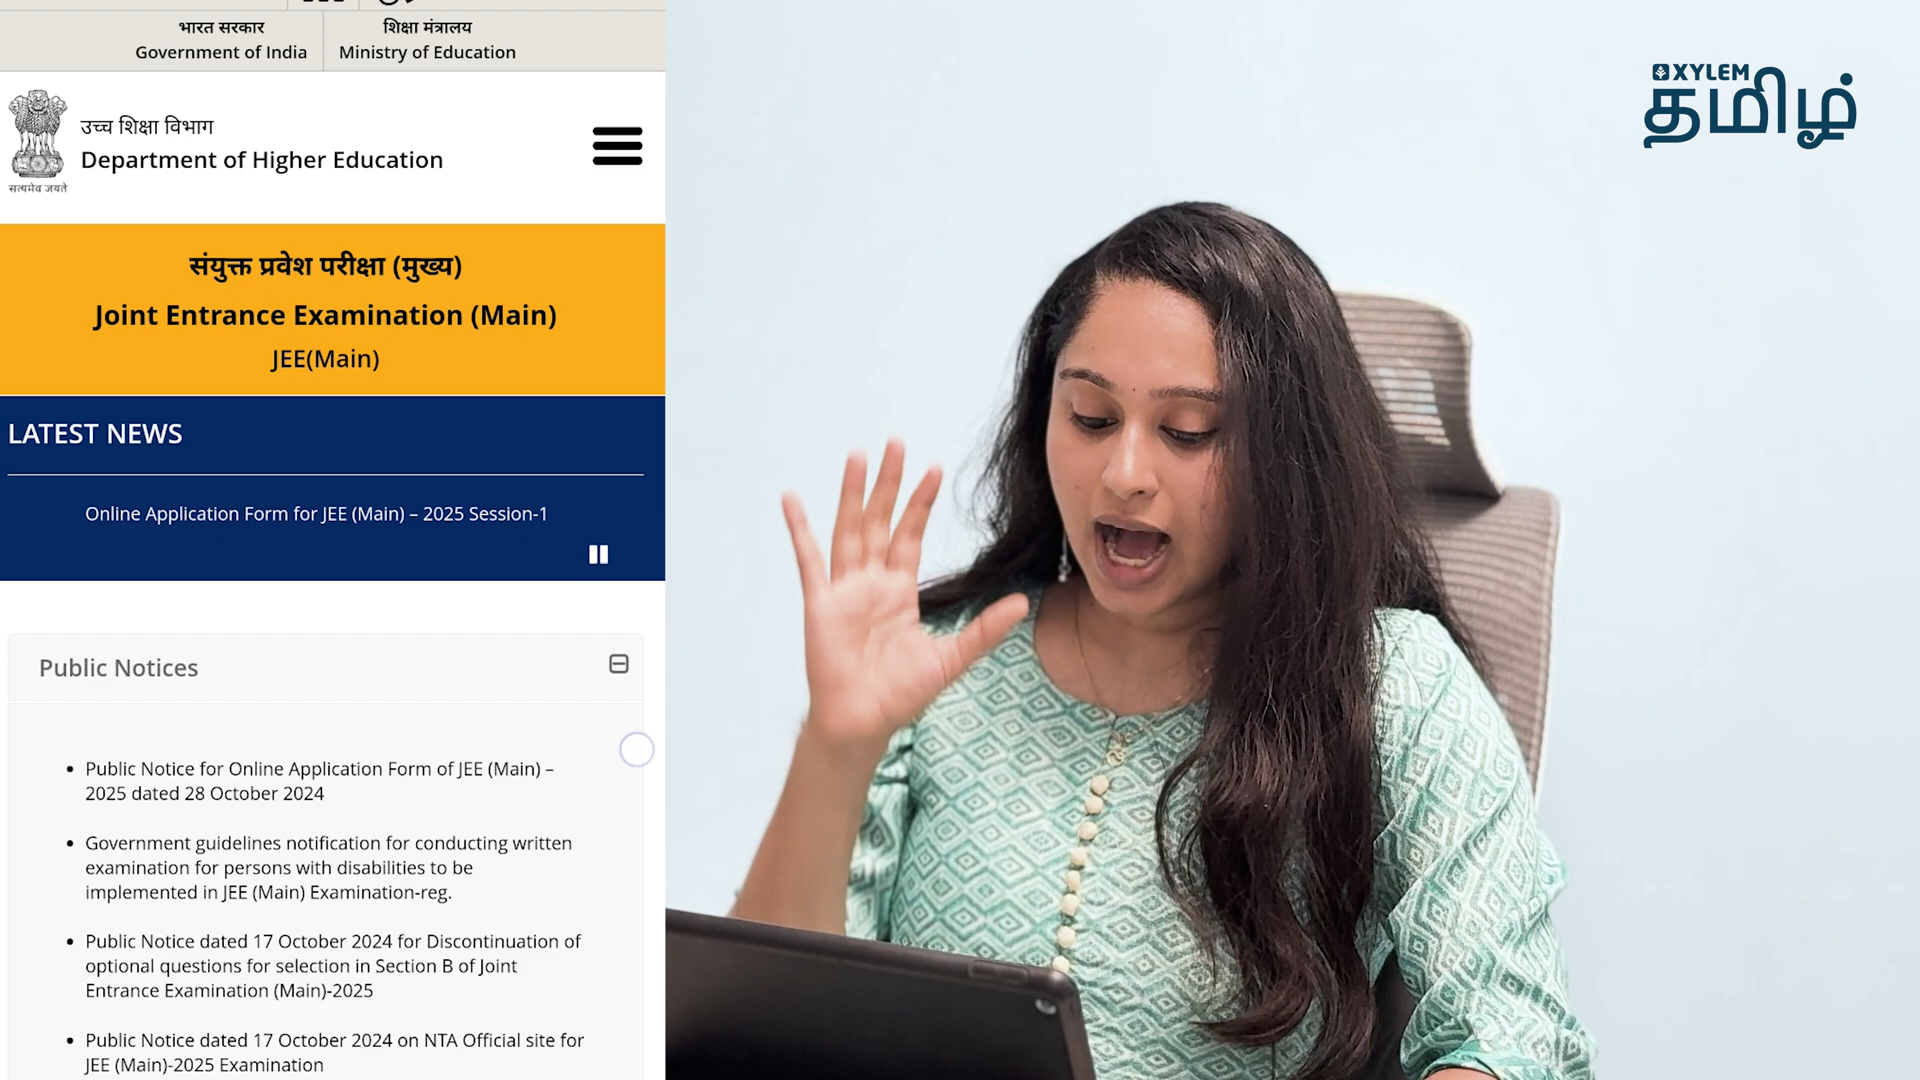 भारत सरकार
Government of India
शिक्षा मंत्रालय
Ministry of Education
उच्च शिक्षा विभाग
Department of Higher Education
सत्यमेव जयते
संयुक्त प्रवेश परीक्षा (मुख्य)
Joint Entrance Examination (Main)
JEE(Main)
LATEST NEWS
Online Application Form for JEE (Main) – 2025 Session-1
Public Notices
Public Notice for Online Application Form of JEE (Main) –
2025 dated 28 October 2024
Government guidelines notification for conducting written
examination for persons with disabilities to be
implemented in JEE (Main) Examination-reg.
Public Notice dated 17 October 2024 for Discontinuation of
optional questions for selection in Section B of Joint
Entrance Examination (Main)-2025
Public Notice dated 17 October 2024 on NTA Official site for
JEE (Main)-2025 Examination
XYLEM
தமிழ்